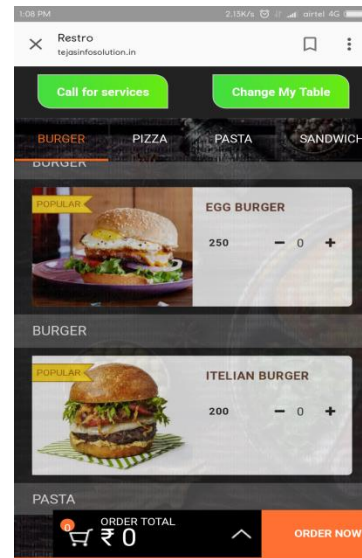 1:08 PM 2.15K/s airtel 4G
Restro
tejasinfosolution.in
Call for services Change My Table
BURGER PIZZA PASTA SANDWICH
BURGER
POPULAR
EGG BURGER
250 0
BURGER
POPULAR
ITELIAN BURGER
200 0
PASTA
0
ORDER TOTAL
₹ 0
ORDER NOW